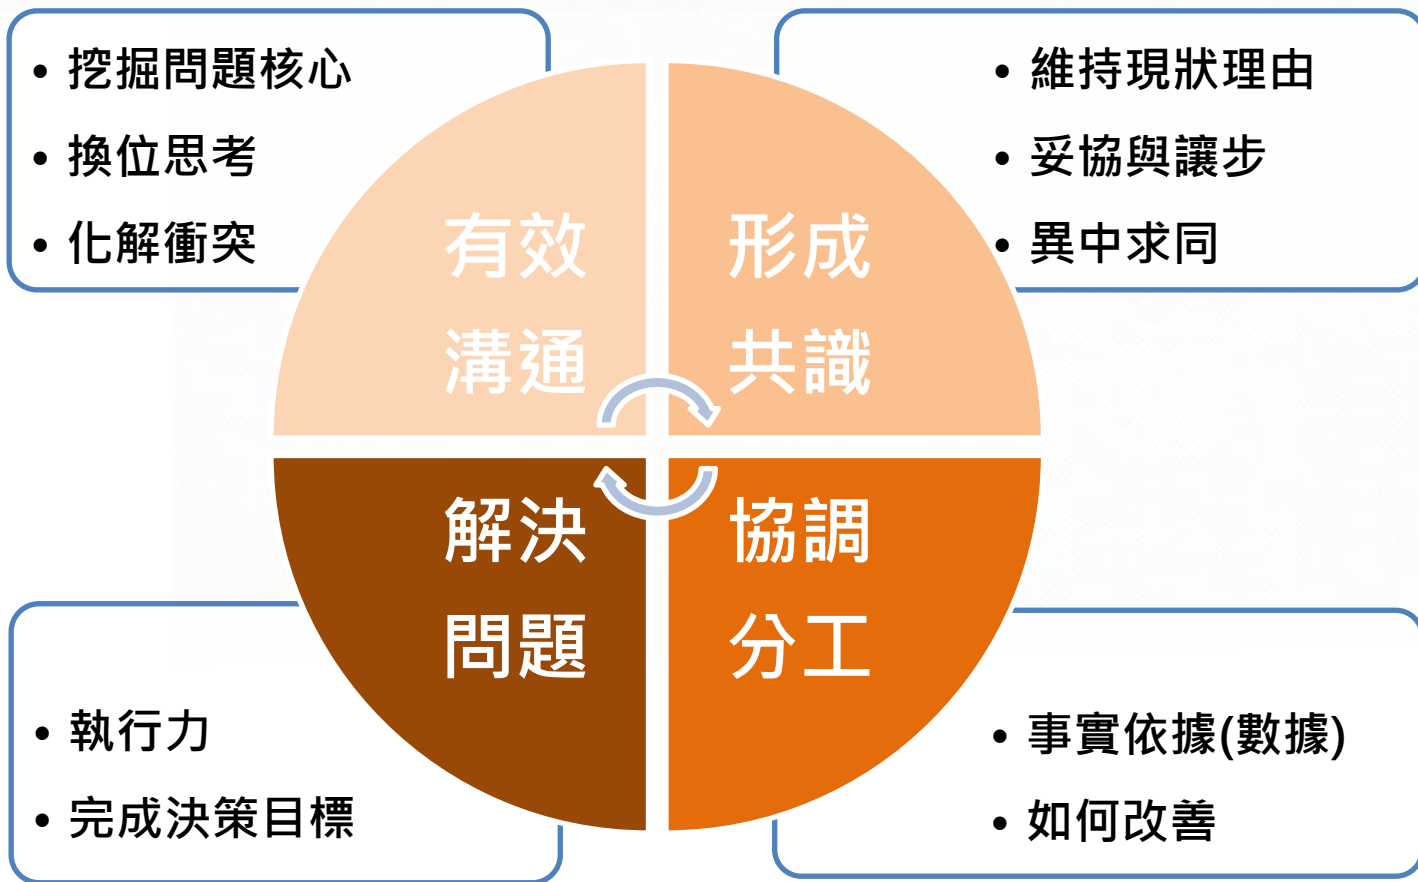 挖掘問題核心
換位思考
化解衝突
維持現狀理由
妥協與讓步
異中求同
有效
溝通
形成
共識
解決
問題
協調
分工
執行力
完成決策目標
事實依據(數據)
如何改善